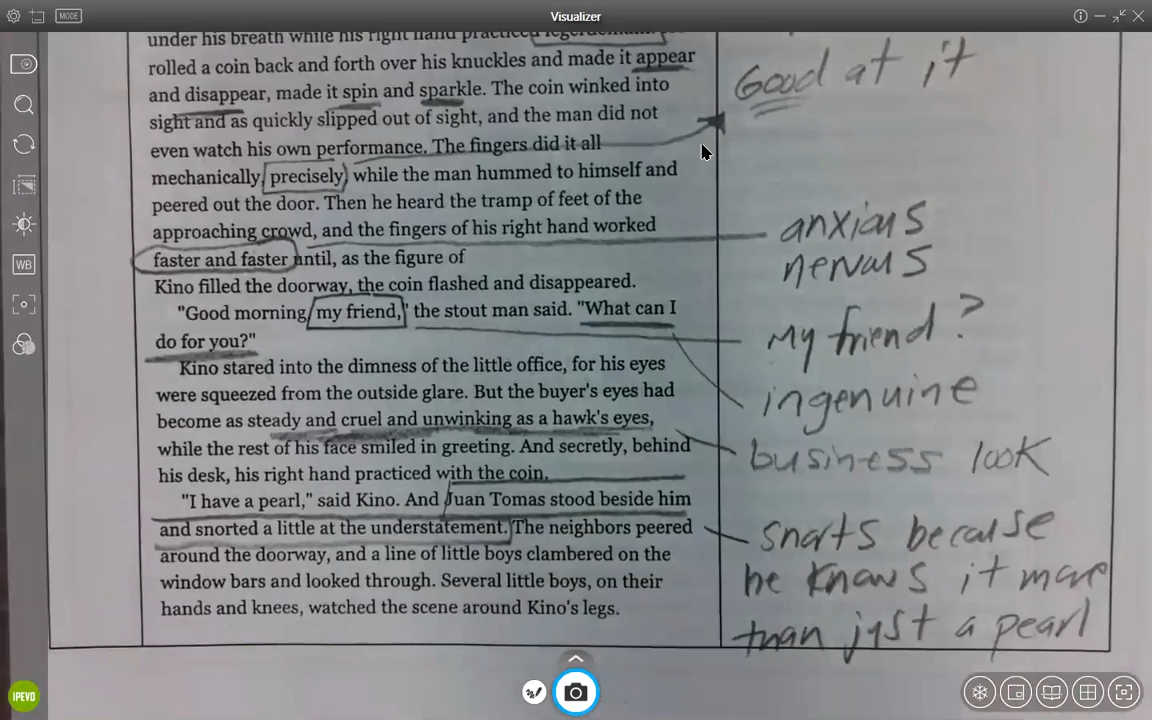 MODE
Visualizer
under his breath while his right hand practiced legerdemain.
rolled a coin back and forth over his knuckles and made it appear
and disappear, made it spin and sparkle. The coin winked into
sight and as quickly slipped out of sight, and the man did not
even watch his own performance. The fingers did it all
mechanically, precisely, while the man hummed to himself and
peered out the door. Then he heard the tramp of feet of the
approaching crowd, and the fingers of his right hand worked
faster and faster until, as the figure of
Kino filled the doorway, the coin flashed and disappeared.
"Good morning, my friend," the stout man said. "What can I
do for you?"
Kino stared into the dimness of the little office, for his eyes
were squeezed from the outside glare. But the buyer's eyes had
become as steady and cruel and unwinking as a hawk's eyes,
while the rest of his face smiled in greeting. And secretly, behind
his desk, his right hand practiced with the coin.
"I have a pearl," said Kino. And Juan Tomas stood beside him
and snorted a little at the understatement. The neighbors peered
around the doorway, and a line of little boys clambered on the
window bars and looked through. Several little boys, on their
hands and knees, watched the scene around Kino's legs.
Good at it
anxious
nervous
My friend?
ingenuine
business look
snorts because
he knows it more
than just a pearl
WB
IPEVO